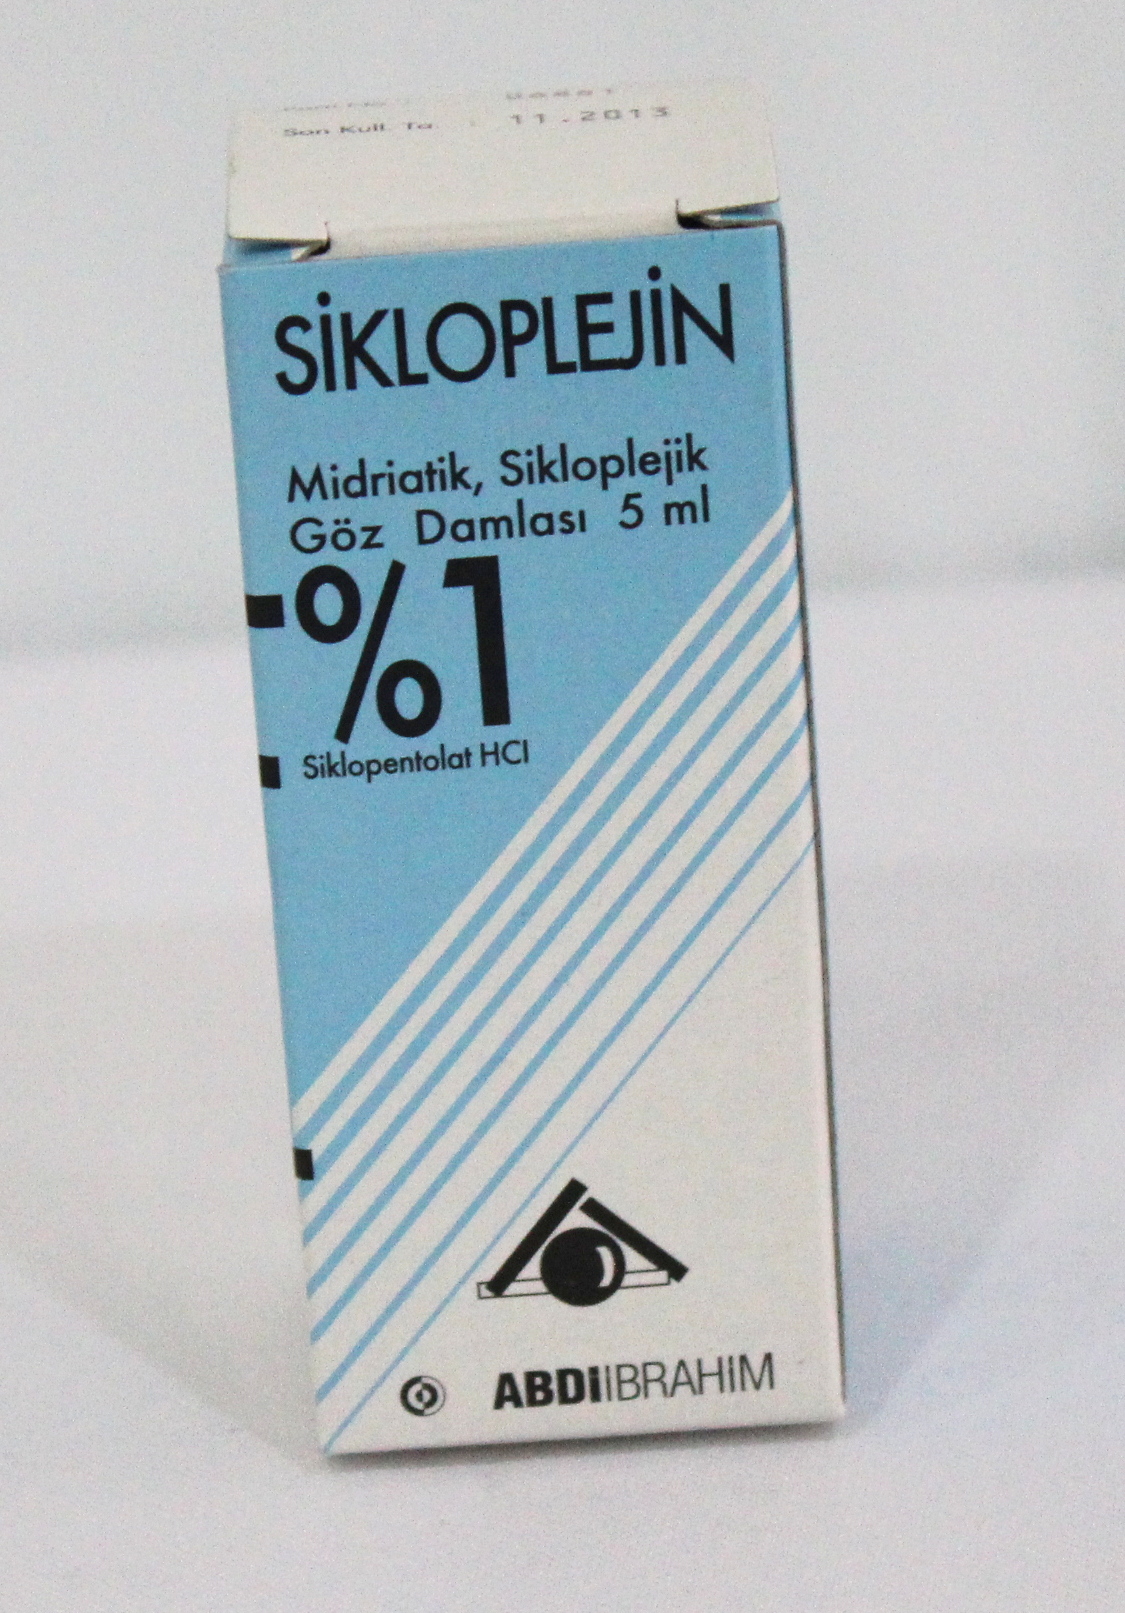 Son Kull. Ta. : 11.2013
SİKLOPLEJİN
Midriatik, Sikloplejik
Göz Damlası 5 ml
%1
Siklopentolat HCl
ABDİİBRAHİM